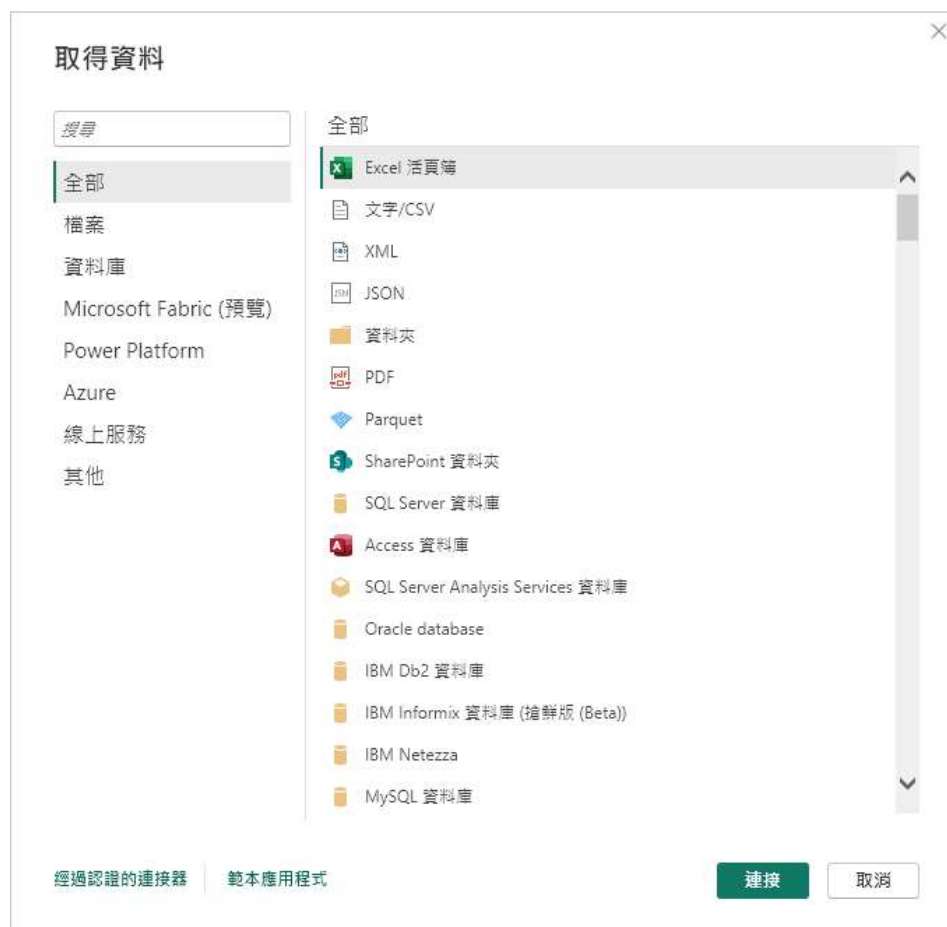 取得資料
搜尋
全部
檔案
資料庫
Microsoft Fabric (預覽)
Power Platform
Azure
線上服務
其他
全部
Excel 活頁簿
文字/CSV
XML
JSON
資料夾
PDF
Parquet
SharePoint 資料夾
SQL Server 資料庫
Access 資料庫
SQL Server Analysis Services 資料庫
Oracle database
IBM Db2 資料庫
IBM Informix 資料庫 (搶鮮版 (Beta))
IBM Netezza
MySQL 資料庫
經過認證的連接器
範本應用程式
連接
取消